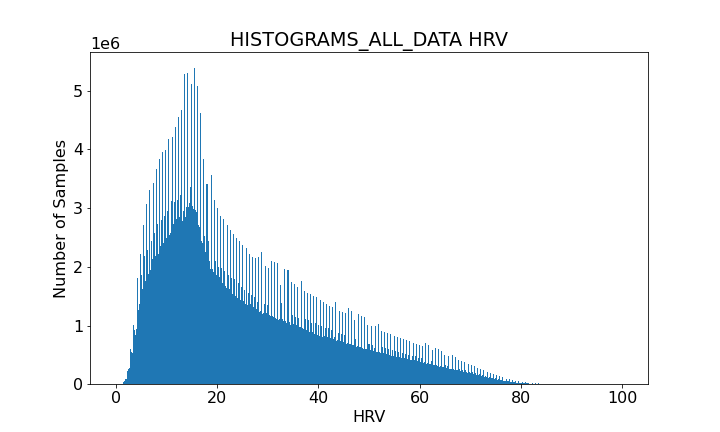 HISTOGRAMS_ALL_DATA HRV
1e6
5
4
3
2
1
0
Number of Samples
0 20 40 60 80 100
HRV